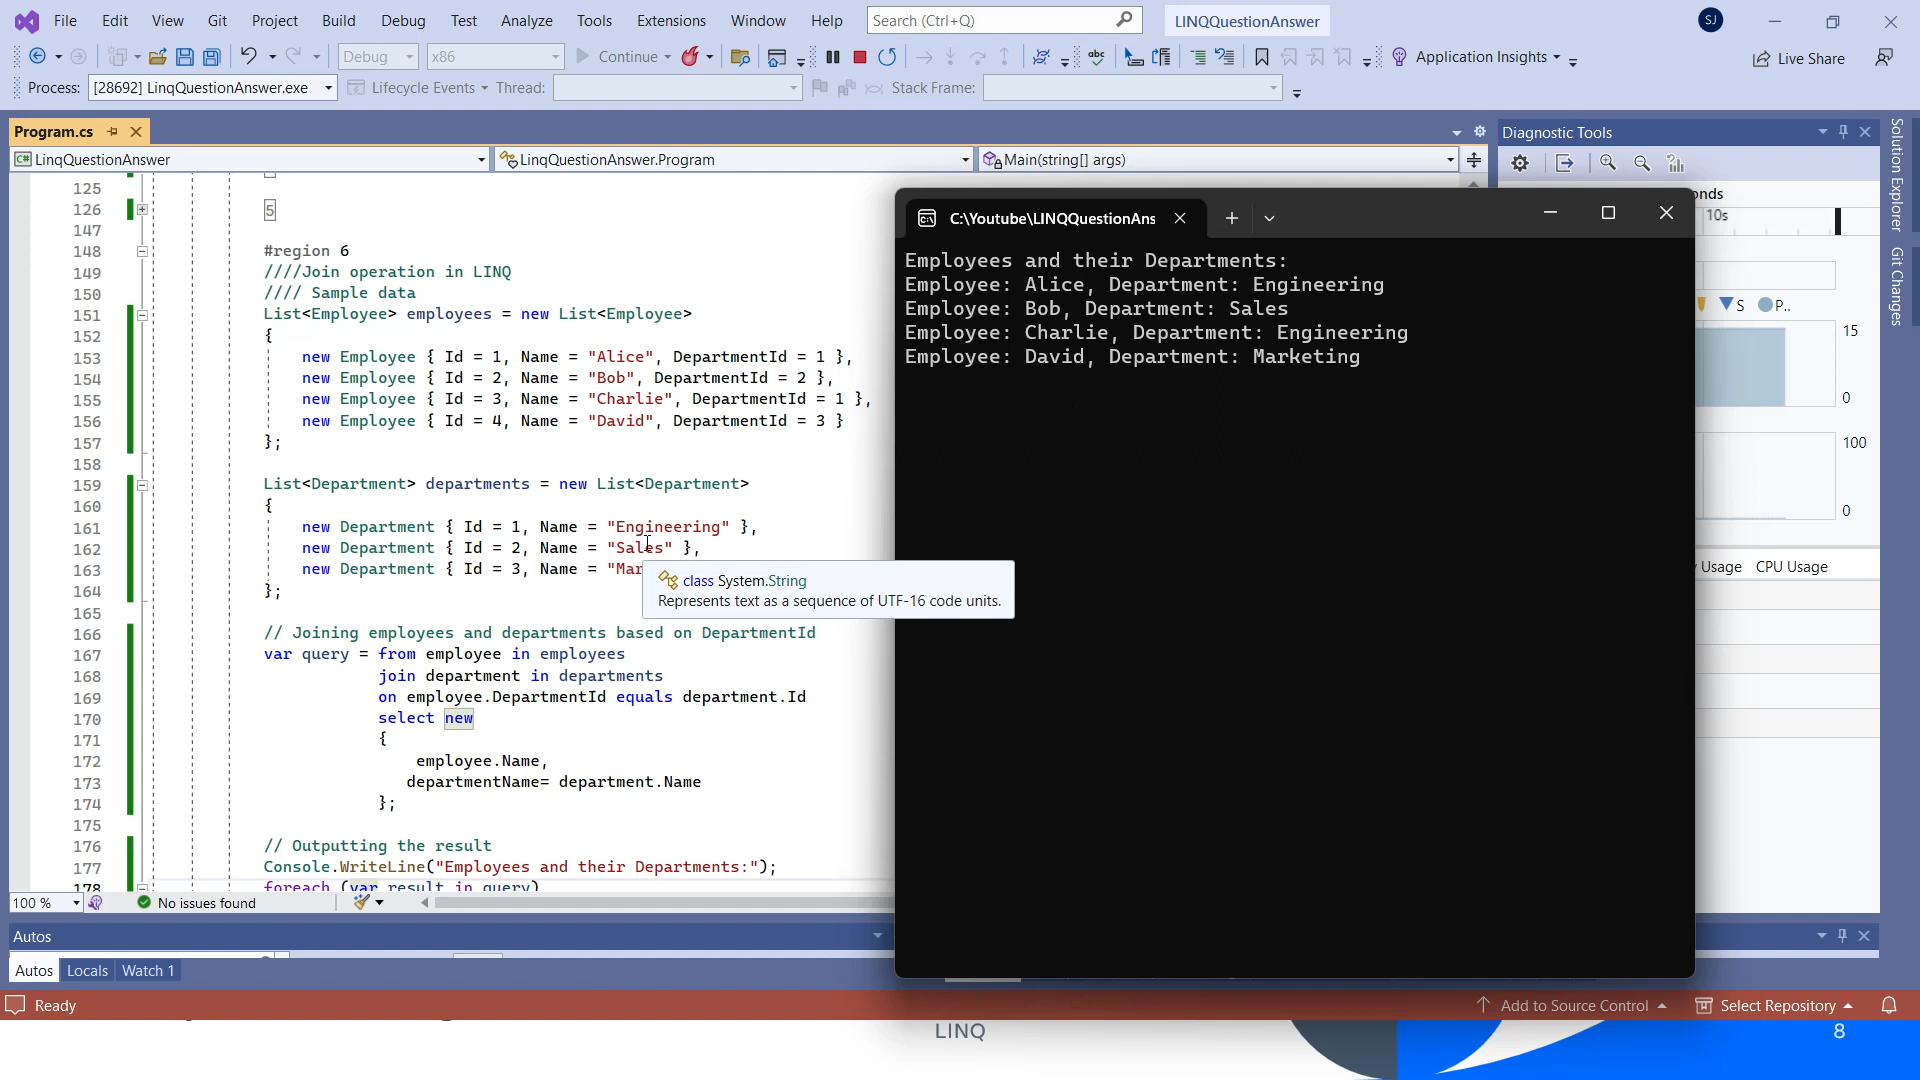 File Edit View Git Project Build Debug Test Analyze Tools Extensions Window Help Search (Ctrl+Q) LINQQuestionAnswer SJ
Debug x86 Continue Application Insights Live Share
Process: [28692] LinqQuestionAnswer.exe Lifecycle Events Thread: Stack Frame:
Program.cs
LinqQuestionAnswer LinqQuestionAnswer.Program Main(string[] args)
125
126 5
147
148 #region 6
149 ////Join operation in LINQ
150 //// Sample data
151 List<Employee> employees = new List<Employee>
152 {
153 new Employee { Id = 1, Name = "Alice", DepartmentId = 1 },
154 new Employee { Id = 2, Name = "Bob", DepartmentId = 2 },
155 new Employee { Id = 3, Name = "Charlie", DepartmentId = 1 },
156 new Employee { Id = 4, Name = "David", DepartmentId = 3 }
157 };
158
159 List<Department> departments = new List<Department>
160 {
161 new Department { Id = 1, Name = "Engineering" },
162 new Department { Id = 2, Name = "Sales" },
163 new Department { Id = 3, Name = "Mar
164 };
165
166 // Joining employees and departments based on DepartmentId
167 var query = from employee in employees
168 join department in departments
169 on employee.DepartmentId equals department.Id
170 select new
171 {
172 employee.Name,
173 departmentName= department.Name
174 };
175
176 // Outputting the result
177 Console.WriteLine("Employees and their Departments:");
178 foreach (var result in query)
class System.String
Represents text as a sequence of UTF-16 code units.
C:\Youtube\LINQQuestionAns
Employees and their Departments:
Employee: Alice, Department: Engineering
Employee: Bob, Department: Sales
Employee: Charlie, Department: Engineering
Employee: David, Department: Marketing
Diagnostic Tools
onds
10s
S P..
15
0
100
0
Usage CPU Usage
Solution Explorer
Git Changes
100 % No issues found
Autos
Autos Locals Watch 1
Ready Add to Source Control Select Repository
LINQ 8